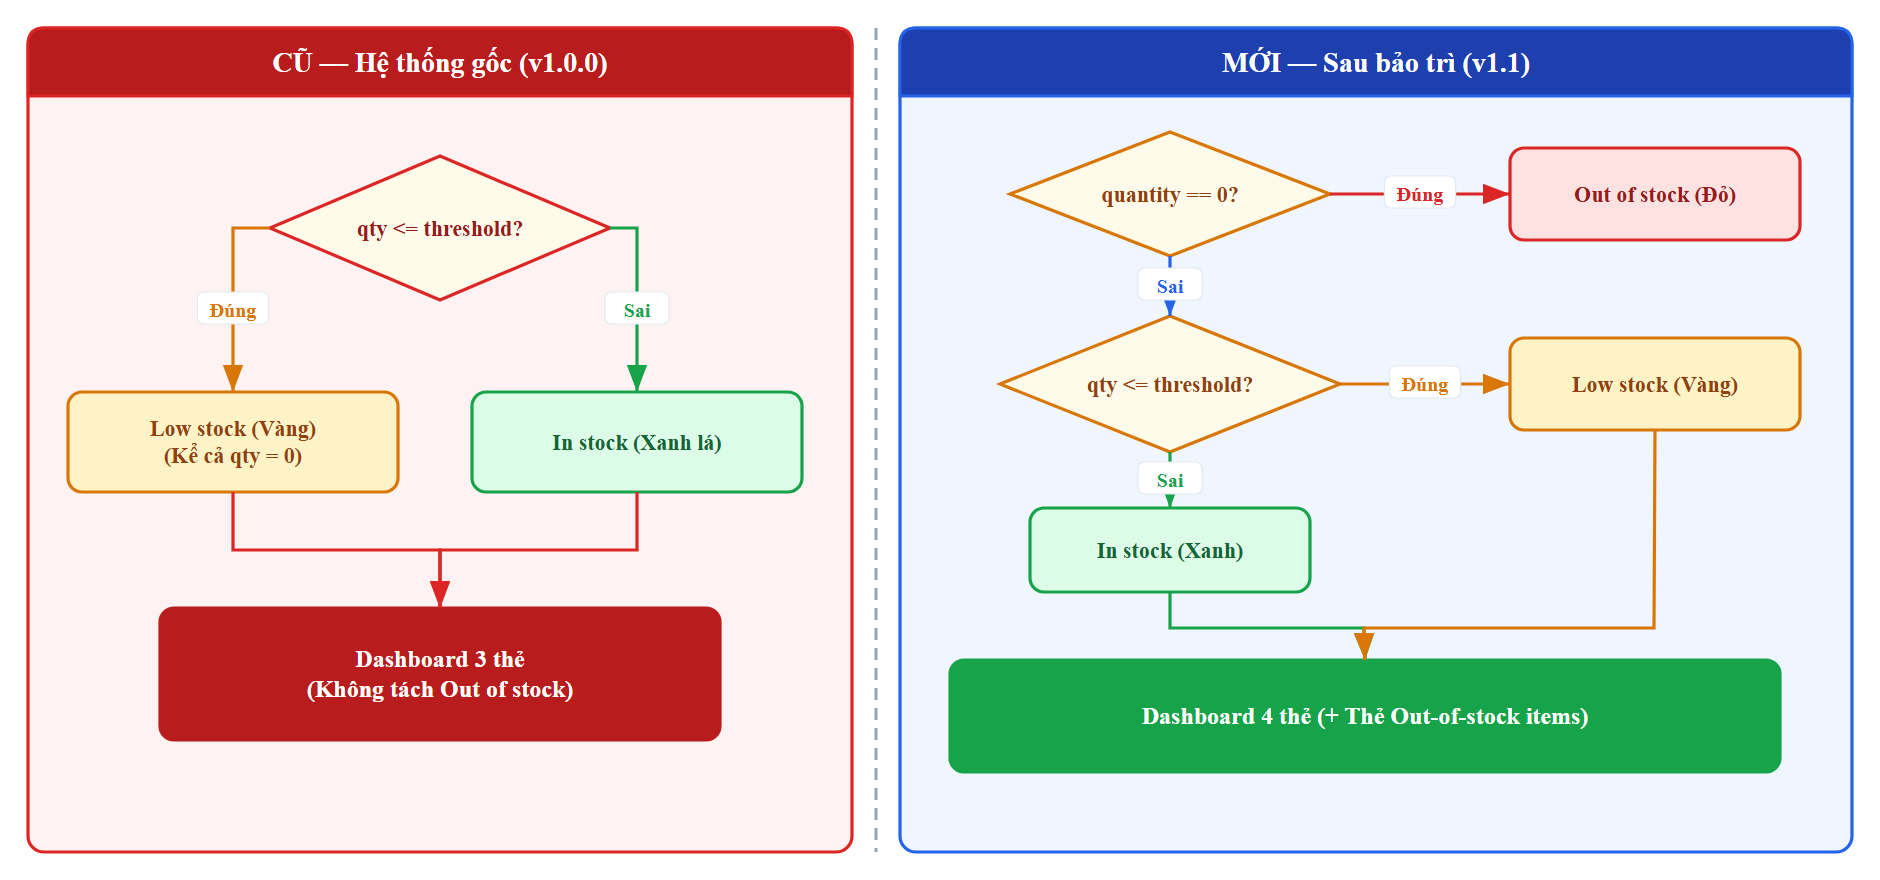 CŨ — Hệ thống gốc (v1.0.0)
qty <= threshold?
Đúng
Sai
Low stock (Vàng)
(Kể cả qty = 0)
In stock (Xanh lá)
Dashboard 3 thẻ
(Không tách Out of stock)
MỚI — Sau bảo trì (v1.1)
quantity == 0?
Đúng
Out of stock (Đỏ)
Sai
qty <= threshold?
Đúng
Low stock (Vàng)
Sai
In stock (Xanh)
Dashboard 4 thẻ (+ Thẻ Out-of-stock items)